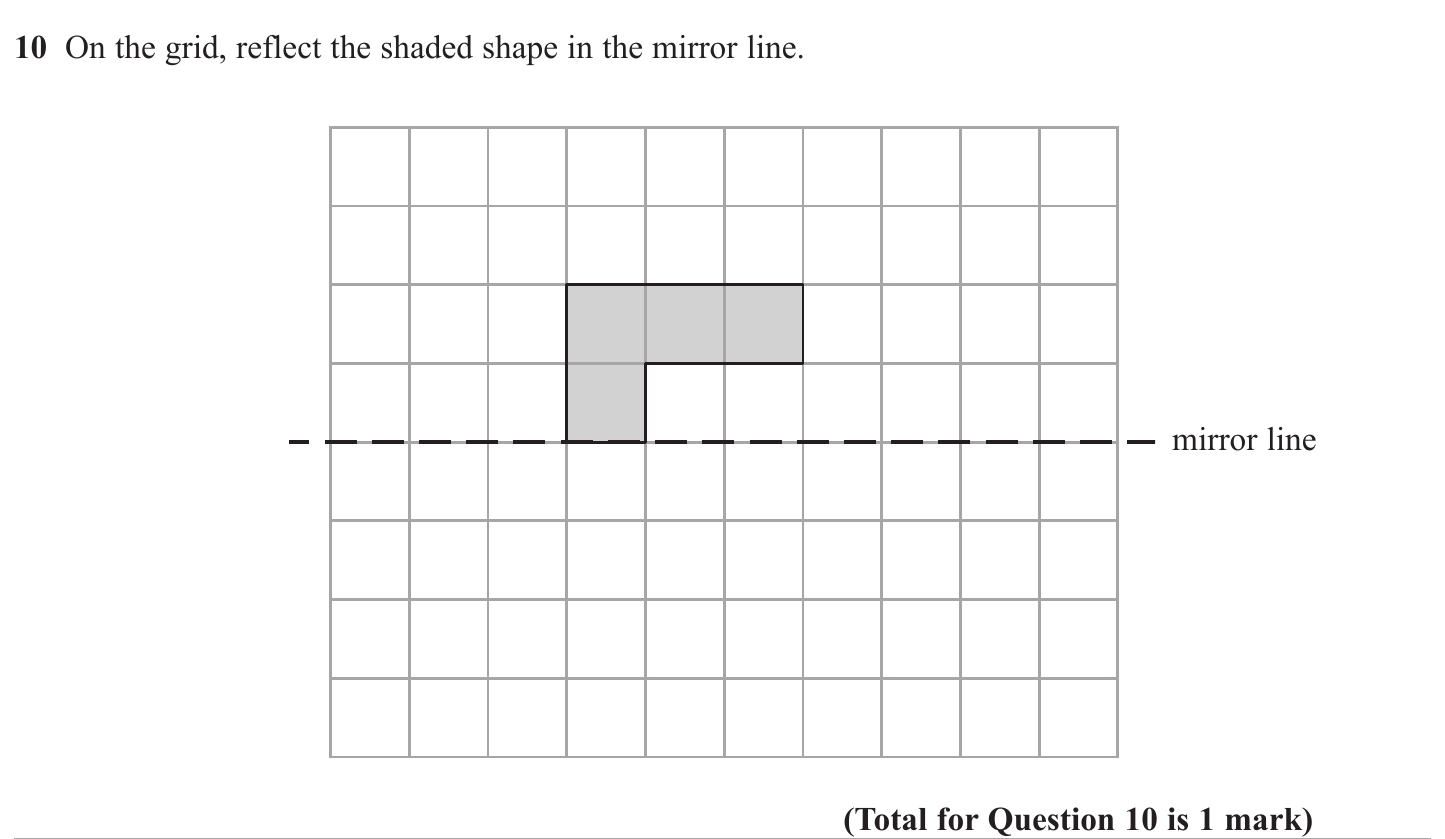 10 On the grid, reflect the shaded shape in the mirror line.
mirror line
(Total for Question 10 is 1 mark)